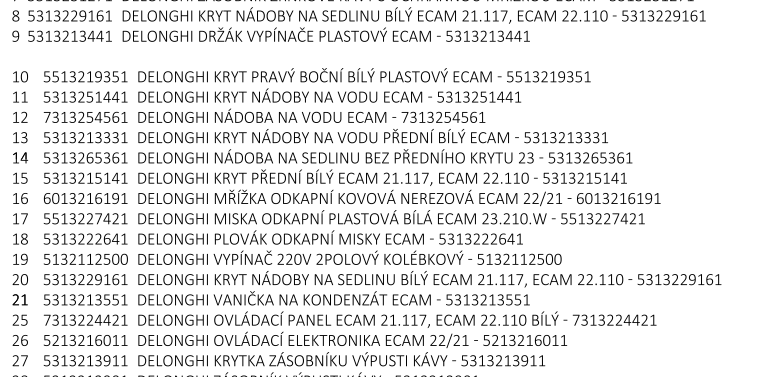 8 5313229161 DELONGHI KRYT NÁDOBY NA SEDLINU BÍLÝ ECAM 21.117, ECAM 22.110 - 5313229161
9 5313213441 DELONGHI DRŽÁK VYPÍNAČE PLASTOVÝ ECAM - 5313213441
10 5513219351 DELONGHI KRYT PRAVÝ BOČNÍ BÍLÝ PLASTOVÝ ECAM - 5513219351
11 5313251441 DELONGHI KRYT NÁDOBY NA VODU ECAM - 5313251441
12 7313254561 DELONGHI NÁDOBA NA VODU ECAM - 7313254561
13 5313213331 DELONGHI KRYT NÁDOBY NA VODU PŘEDNÍ BÍLÝ ECAM - 5313213331
14 5313265361 DELONGHI NÁDOBA NA SEDLINU BEZ PŘEDNÍHO KRYTU 23 - 5313265361
15 5313215141 DELONGHI KRYT PŘEDNÍ BÍLÝ ECAM 21.117, ECAM 22.110 - 5313215141
16 6013216191 DELONGHI MŘÍŽKA ODKAPNÍ KOVOVÁ NEREZOVÁ ECAM 22/21 - 6013216191
17 5513227421 DELONGHI MISKA ODKAPNÍ PLASTOVÁ BÍLÁ ECAM 23.210.W - 5513227421
18 5313222641 DELONGHI PLOVÁK ODKAPNÍ MISKY ECAM - 5313222641
19 5132112500 DELONGHI VYPÍNAČ 220V 2POLOVÝ KOLÉBKOVÝ - 5132112500
20 5313229161 DELONGHI KRYT NÁDOBY NA SEDLINU BÍLÝ ECAM 21.117, ECAM 22.110 - 5313229161
21 5313213551 DELONGHI VANIČKA NA KONDENZÁT ECAM - 5313213551
25 7313224421 DELONGHI OVLÁDACÍ PANEL ECAM 21.117, ECAM 22.110 BÍLÝ - 7313224421
26 5213216011 DELONGHI OVLÁDACÍ ELEKTRONIKA ECAM 22/21 - 5213216011
27 5313213911 DELONGHI KRYTKA ZÁSOBNÍKU VÝPUSTI KÁVY - 5313213911